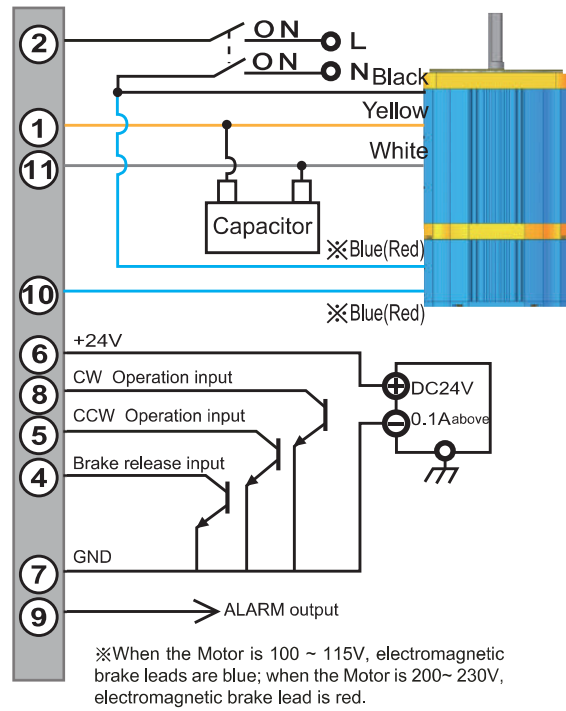 2
ON
L
ON
N
Black
1
Yellow
11
White
Capacitor
※Blue(Red)
10
※Blue(Red)
6
+24V
8
CW Operation input
DC24V
5
CCW Operation input
0.1Aabove
4
Brake release input
7
GND
9
ALARM output
※When the Motor is 100 ~ 115V, electromagnetic
brake leads are blue; when the Motor is 200~ 230V,
electromagnetic brake lead is red.